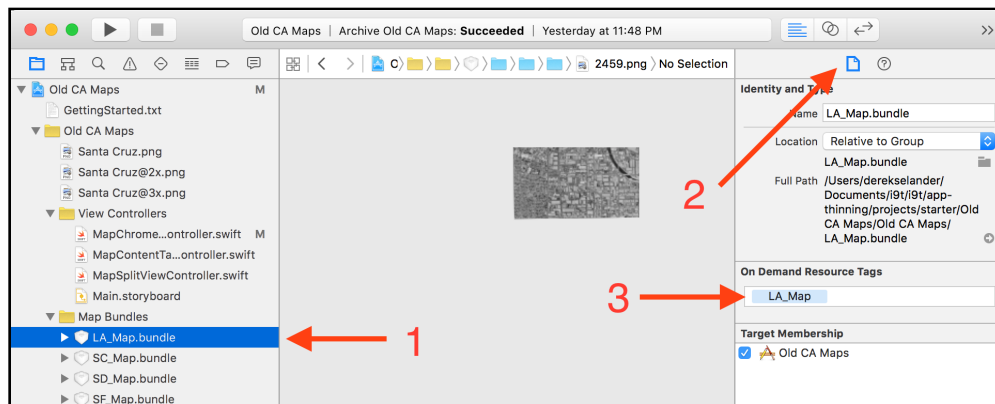 Old CA Maps | Archive Old CA Maps: Succeeded | Yesterday at 11:48 PM
2459.png 〉 No Selection
Old CA Maps M
GettingStarted.txt
Old CA Maps
Santa Cruz.png
Santa Cruz@2x.png
Santa Cruz@3x.png
View Controllers
MapChrome...ontroller.swift M
MapContentTa...ontroller.swift
MapSplitViewController.swift
Main.storyboard
Map Bundles
LA_Map.bundle
SC_Map.bundle
SD_Map.bundle
SF_Map.bundle
1
2
3
Identity and Type
Name LA_Map.bundle
Location Relative to Group
LA_Map.bundle
Full Path /Users/derekselander/
Documents/i9t/i9t/app-
thinning/projects/starter/Old
CA Maps/Old CA Maps/
LA_Map.bundle
On Demand Resource Tags
LA_Map
Target Membership
Old CA Maps